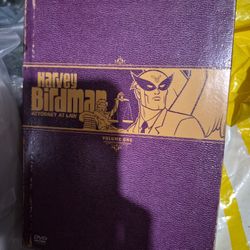 Harvey
Birdman
ATTORNEY AT LAW
VOLUME ONE
DVD